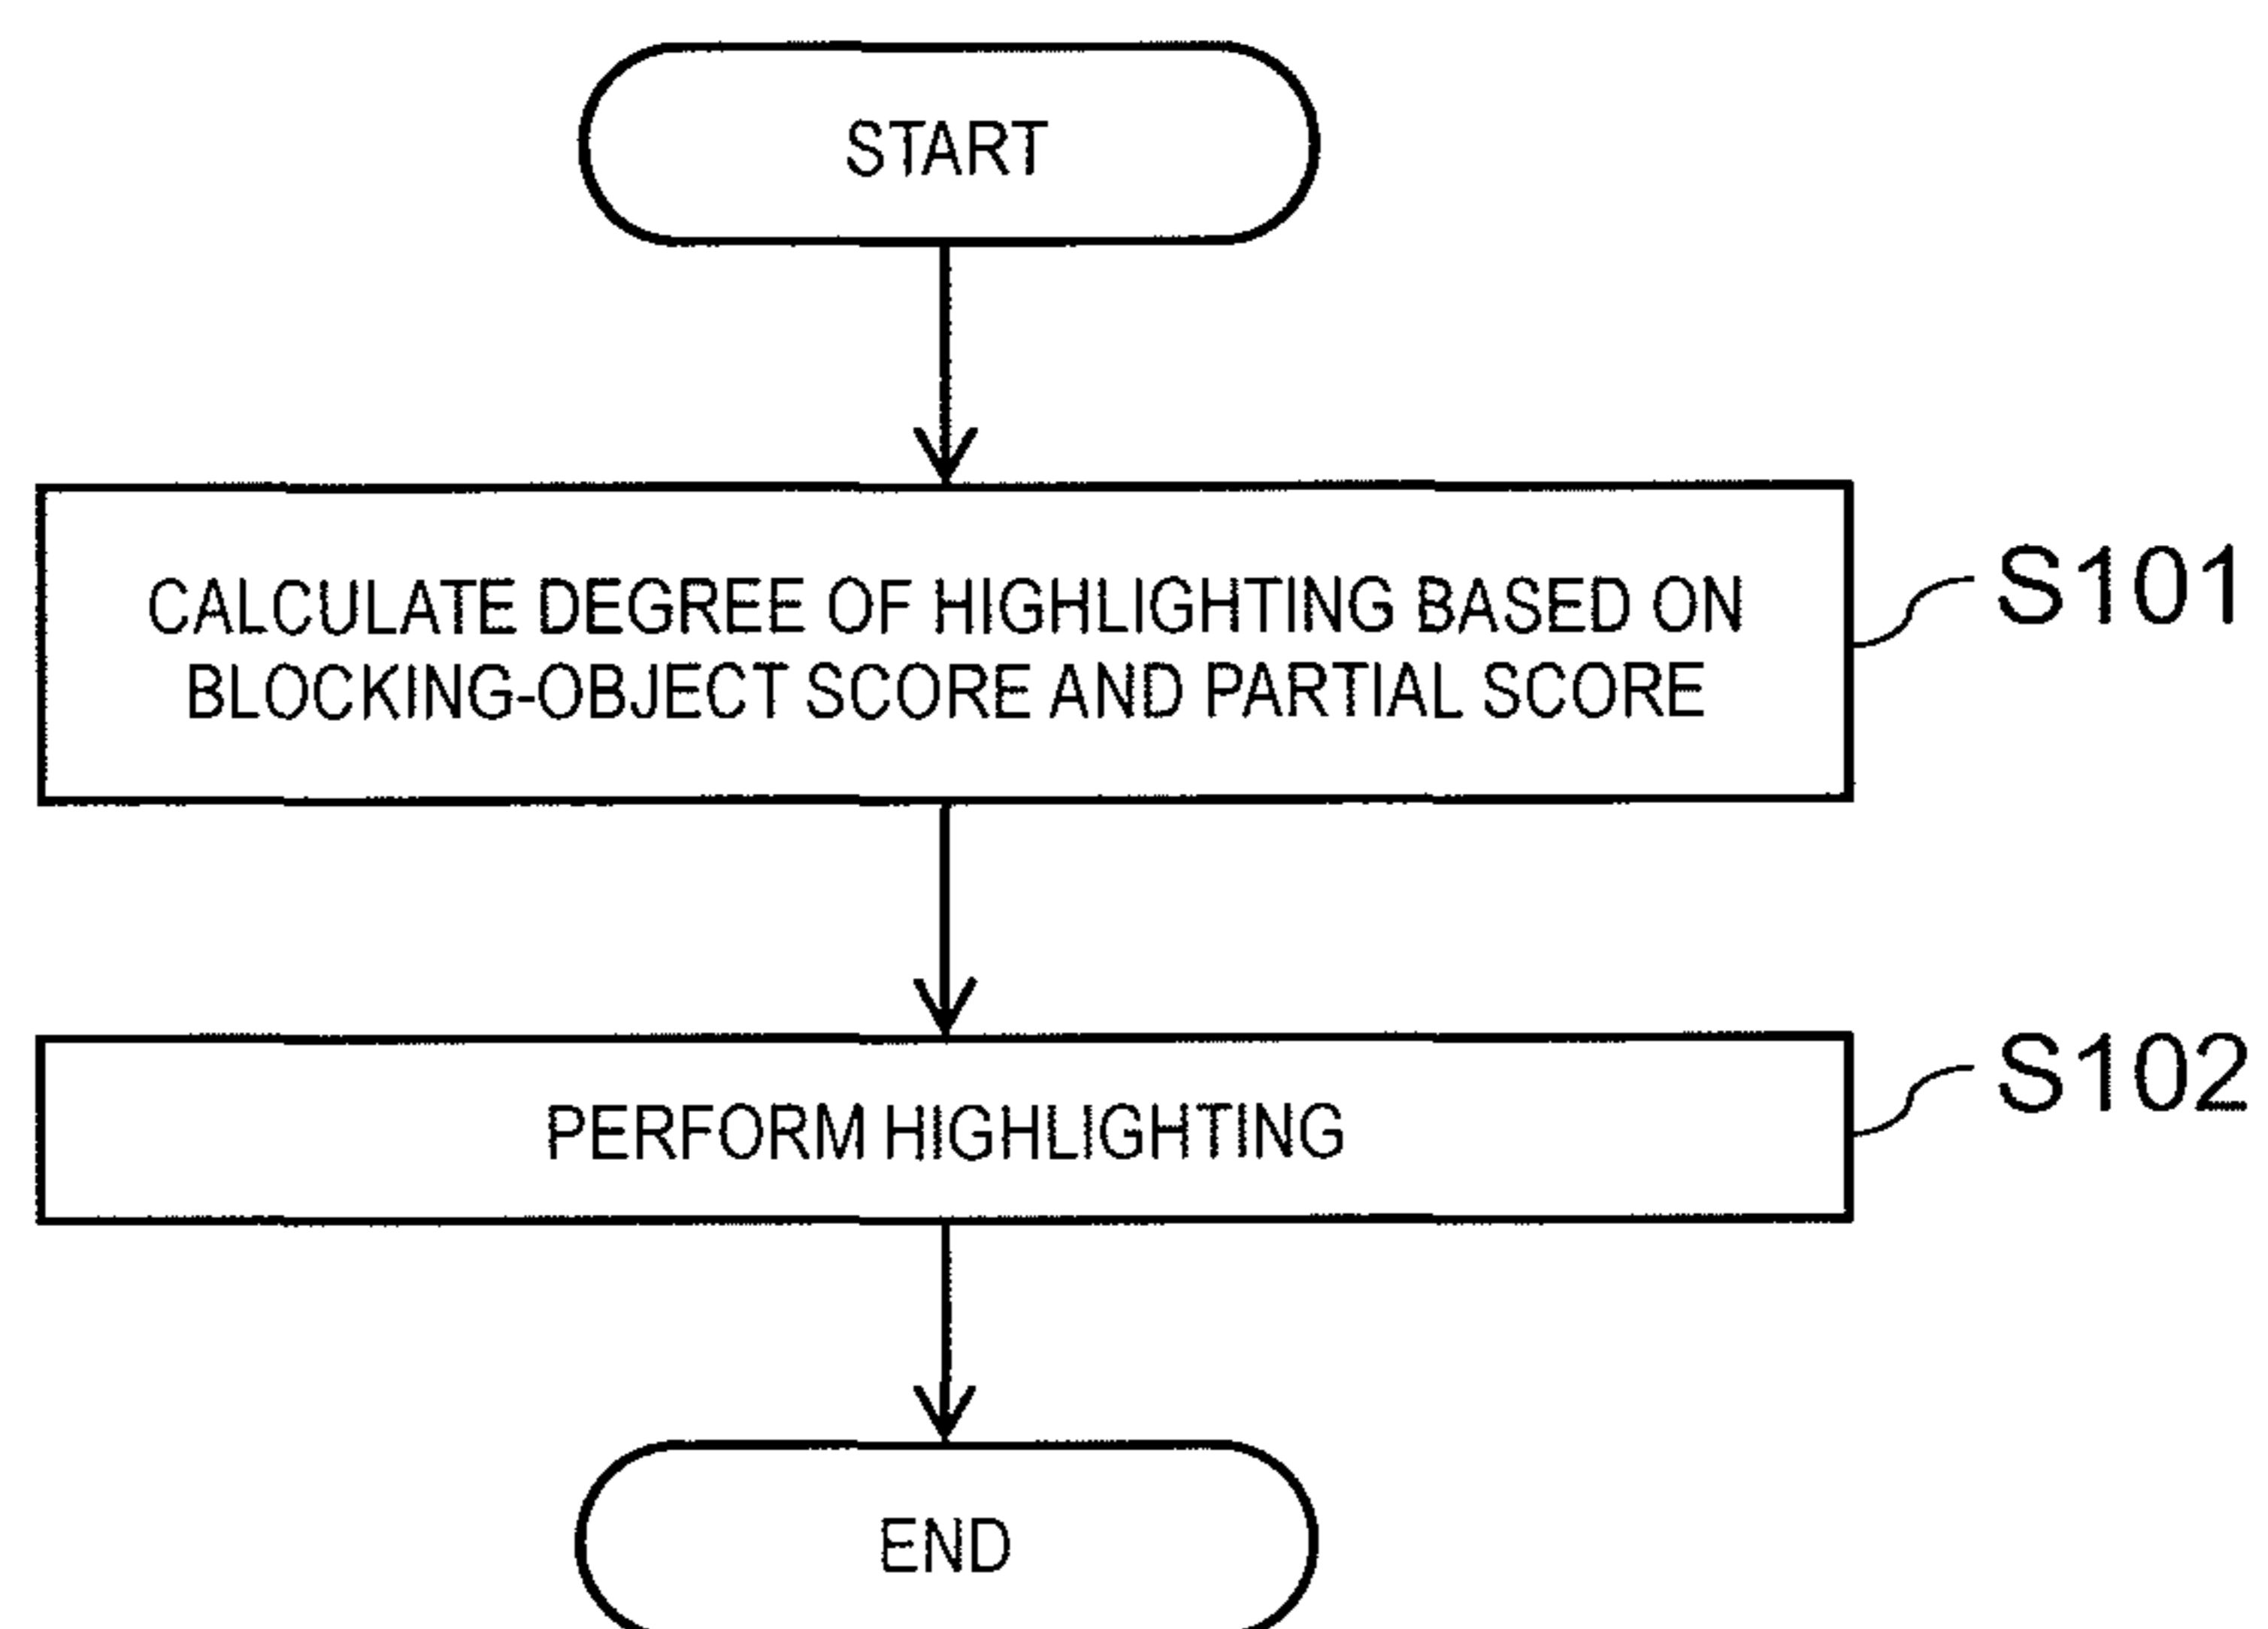 START
CALCULATE DEGREE OF HIGHLIGHTING BASED ON
BLOCKING-OBJECT SCORE AND PARTIAL SCORE
S101
PERFORM HIGHLIGHTING
S102
END